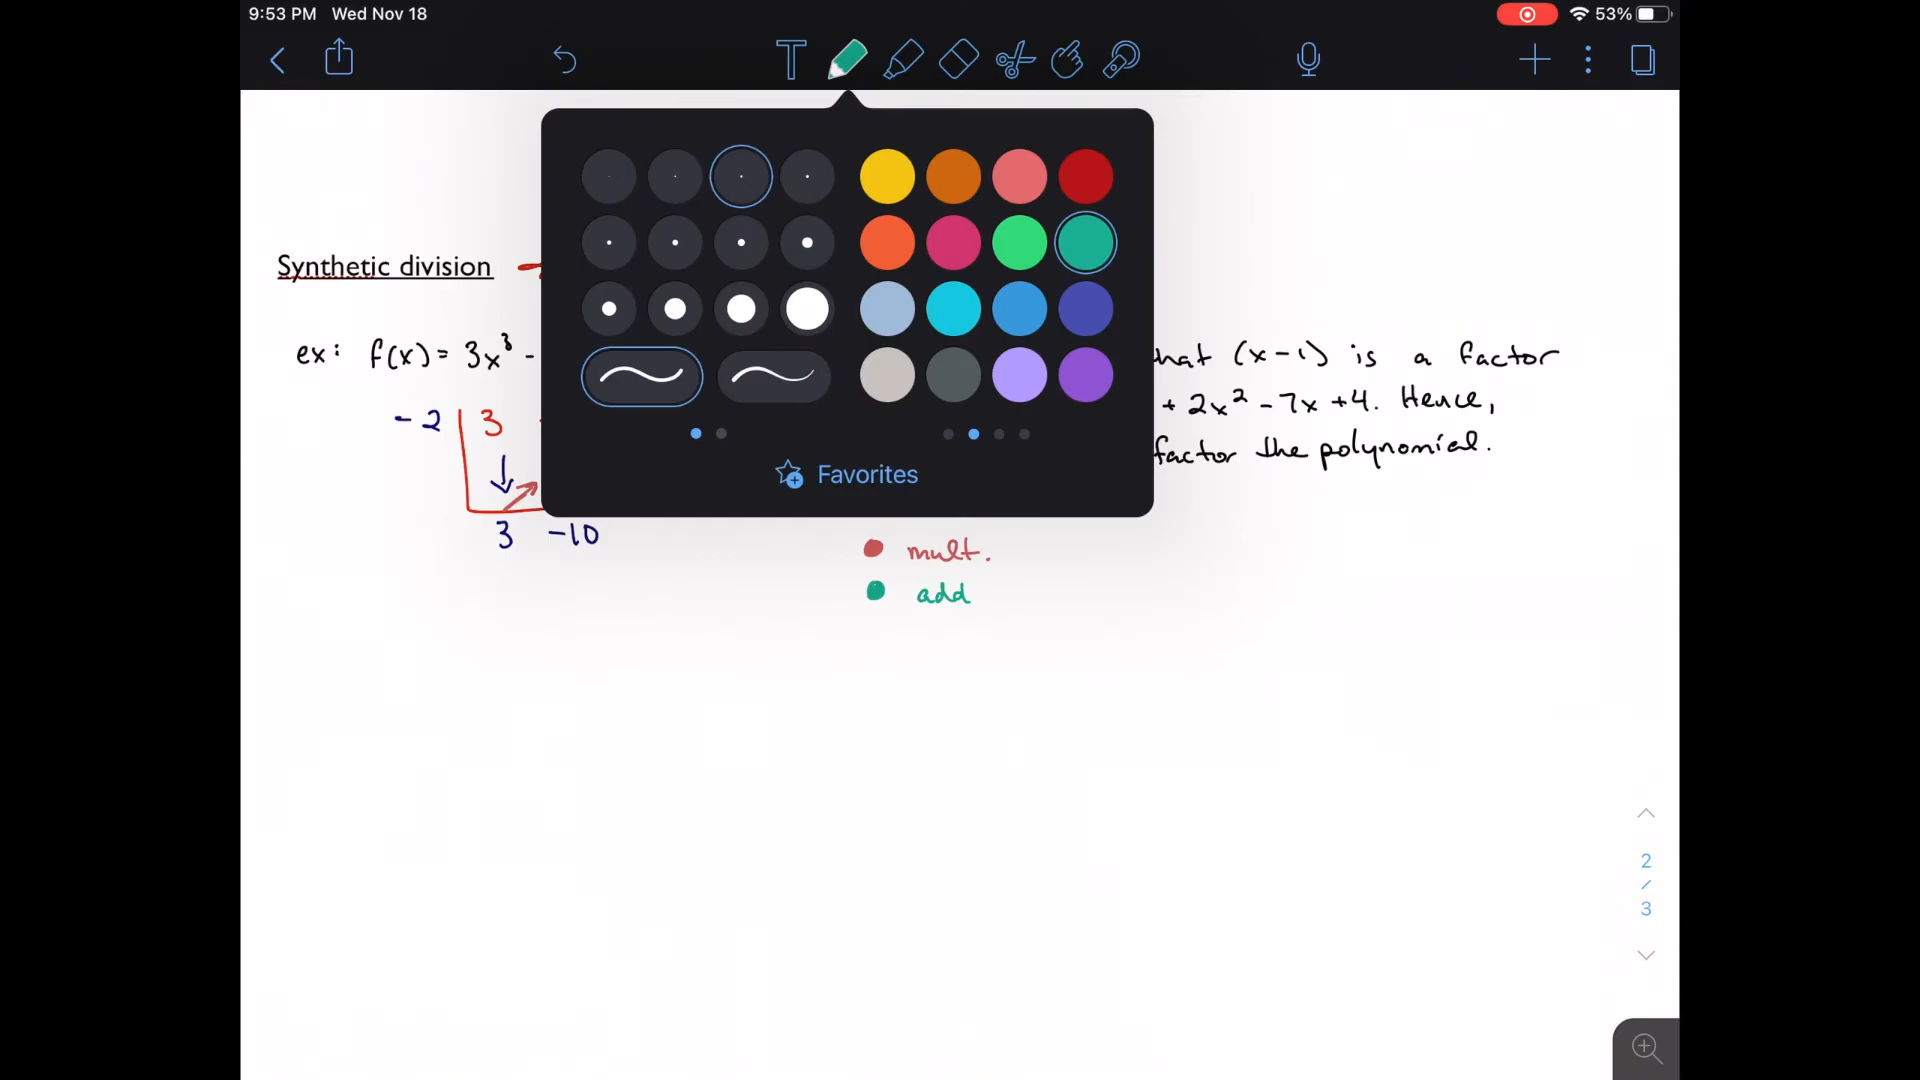 9:53 PM Wed Nov 18
53%
T
Synthetic division
ex: f(x) = 3x³ -
hat (x-1) is a factor
+ 2x² - 7x + 4. Hence,
factor the polynomial.
-2 3
3 -10
Favorites
mult.
add
2
/
3